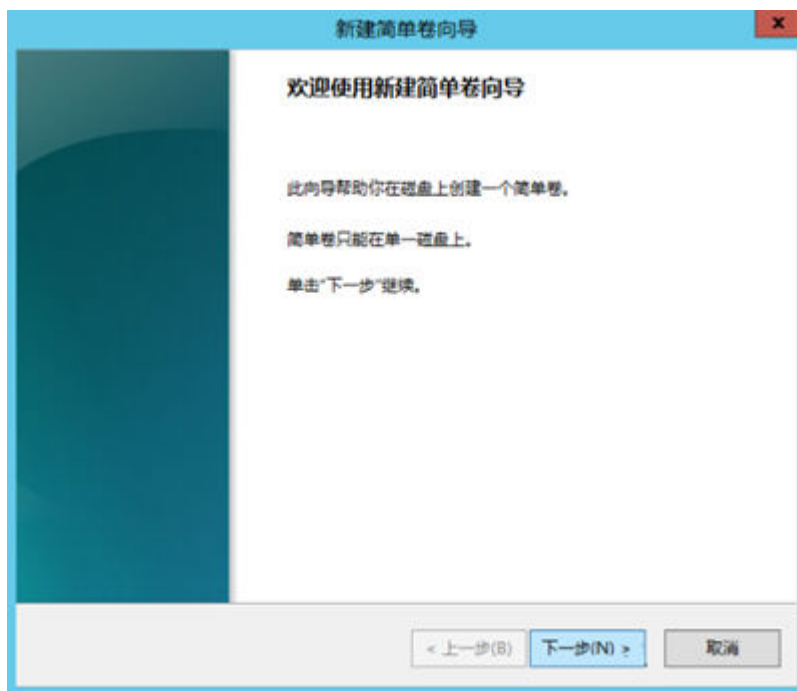 新建简单卷向导
x
欢迎使用新建简单卷向导
此向导帮助你在磁盘上创建一个简单卷。
简单卷只能在单一磁盘上。
单击"下一步"继续。
< 上一步(B) 下一步(N) > 取消